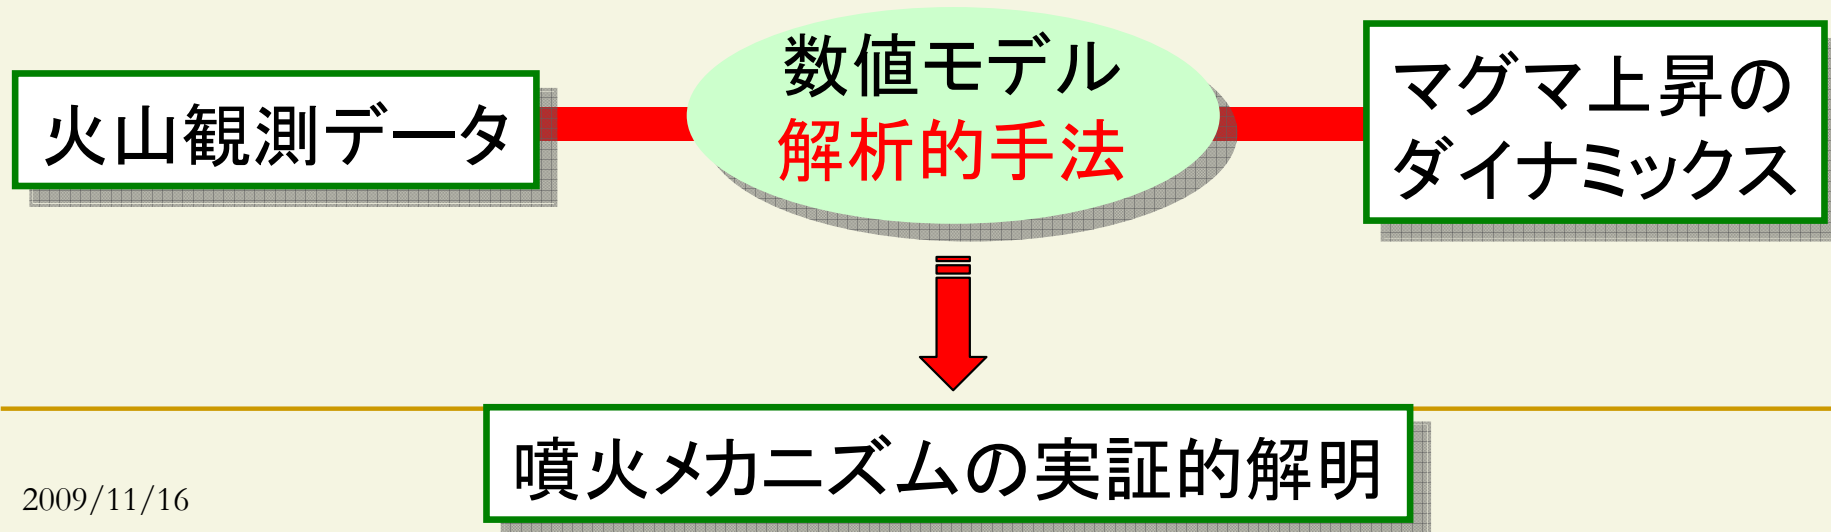 火山観測データ
数値モデル
解析的手法
マグマ上昇の
ダイナミックス
噴火メカニズムの実証的解明
2009/11/16